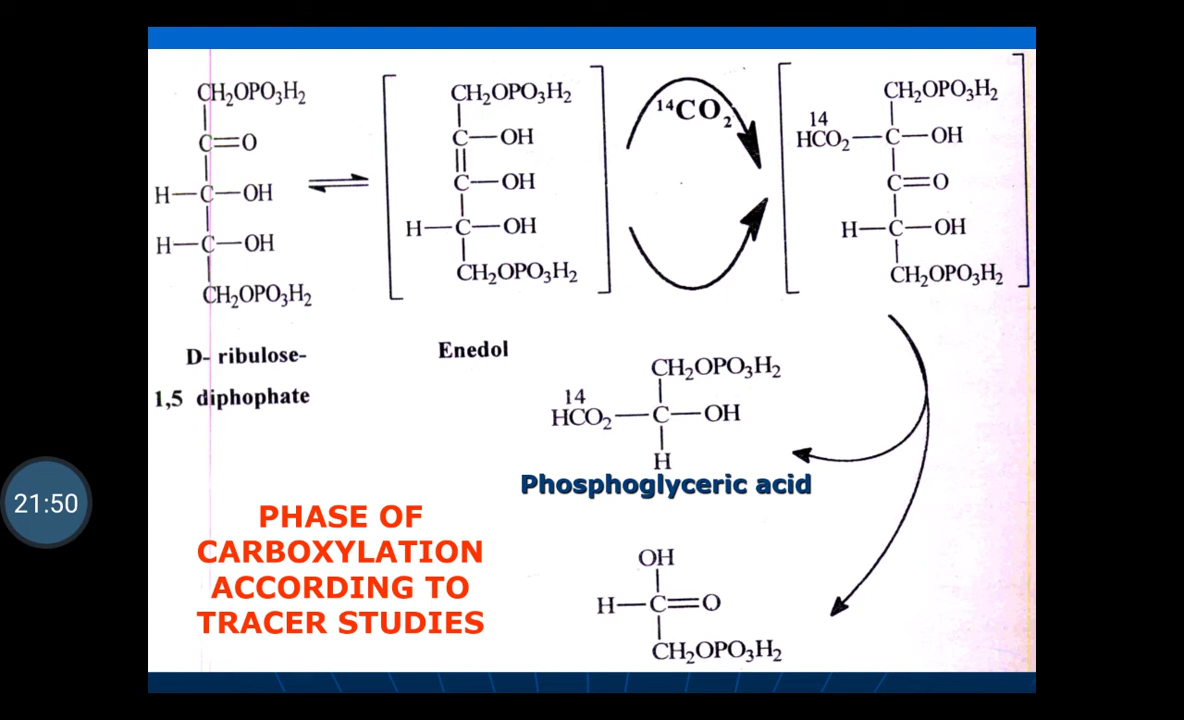 CH₂OPO₃H₂
C=O
H—C—OH
H—C—OH
CH₂OPO₃H₂
D- ribulose-
1,5 diphophate
CH₂OPO₃H₂
C—OH
C—OH
H—C—OH
CH₂OPO₃H₂
Enedol
¹⁴CO₂
CH₂OPO₃H₂
14
HCO₂—C—OH
C=O
H—C—OH
CH₂OPO₃H₂
CH₂OPO₃H₂
14
HCO₂—C—OH
H
Phosphoglyceric acid
OH
H—C=O
CH₂OPO₃H₂
21:50
PHASE OF
CARBOXYLATION
ACCORDING TO
TRACER STUDIES